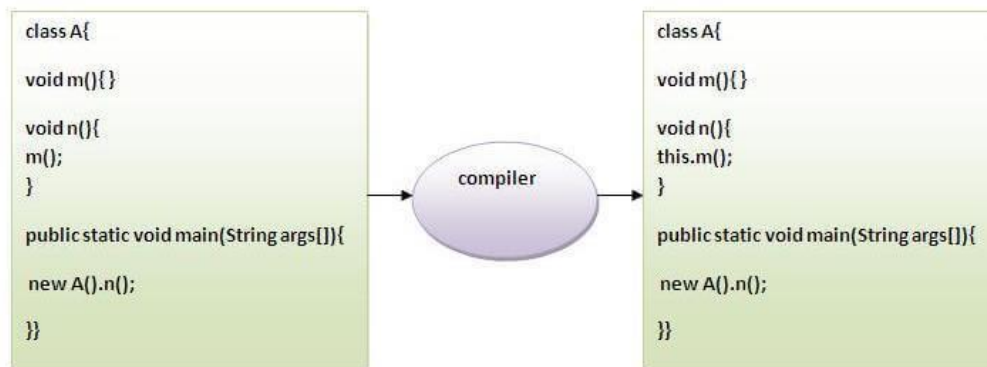 class A{
void m(){}
void n(){
m();
}
public static void main(String args[]){
new A().n();
}}
compiler
class A{
void m(){}
void n(){
this.m();
}
public static void main(String args[]){
new A().n();
}}